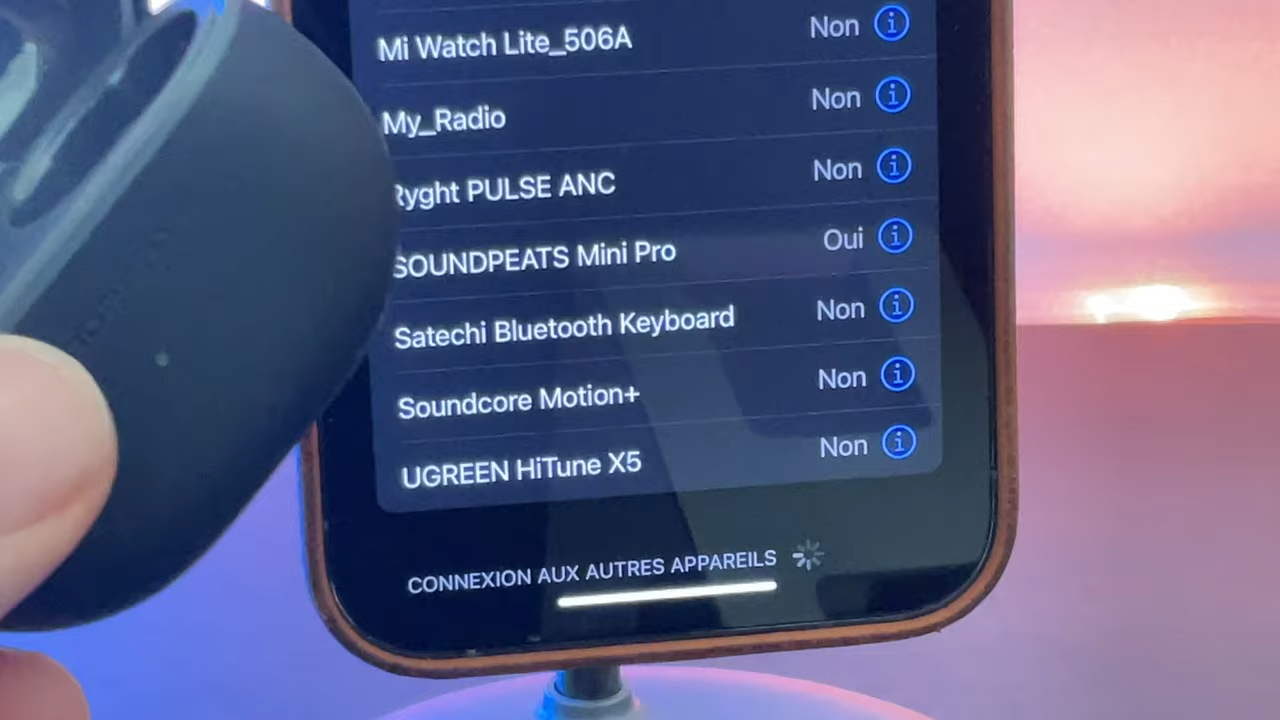 Mi Watch Lite_506A Non
My_Radio Non
Ryght PULSE ANC Non
SOUNDPEATS Mini Pro Oui
Satechi Bluetooth Keyboard Non
Soundcore Motion+ Non
UGREEN HiTune X5 Non
CONNEXION AUX AUTRES APPAREILS